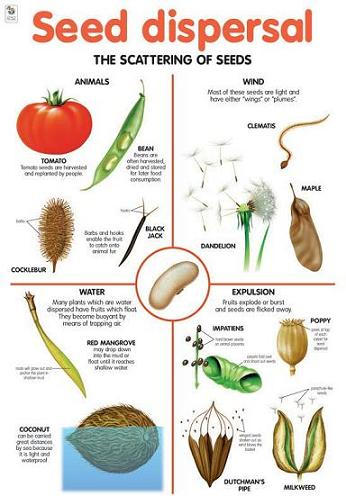 Seed dispersal
THE SCATTERING OF SEEDS
ANIMALS
TOMATO
Tomato seeds are harvested
and replanted by people.
BEAN
Beans are
often harvested,
dried and stored
for later food
consumption.
barbs
COCKLEBUR
Barbs and hooks
enable the fruit
to catch onto
animal fur
hooks
BLACK
JACK
WIND
Most of these seeds are light and
have either "wings" or "plumes".
CLEMATIS
MAPLE
DANDELION
WATER
Many plants which are water
dispersed have fruits which float.
They become buoyant by
means of trapping air.
RED MANGROVE
may drop down
into the mud or
float until it reaches
shallow water
COCONUT
can be carried
great distances
by sea because
it is light and
waterproof
EXPULSION
Fruits explode or burst
and seeds are flicked away.
IMPATIENS
POPPY
DUTCHMAN'S
PIPE
MILKWEED